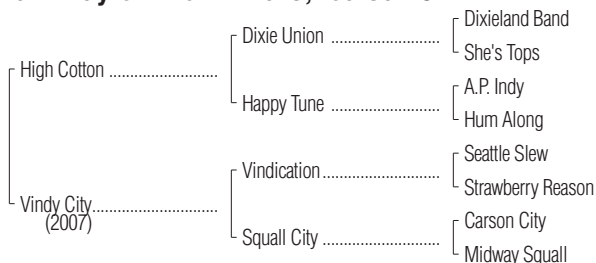 Dixieland Band
Dixie Union
She's Tops
High Cotton
A.P. Indy
Happy Tune
Hum Along
Seattle Slew
Vindication
Strawberry Reason
Vindy City
(2007)
Carson City
Squall City
Midway Squall